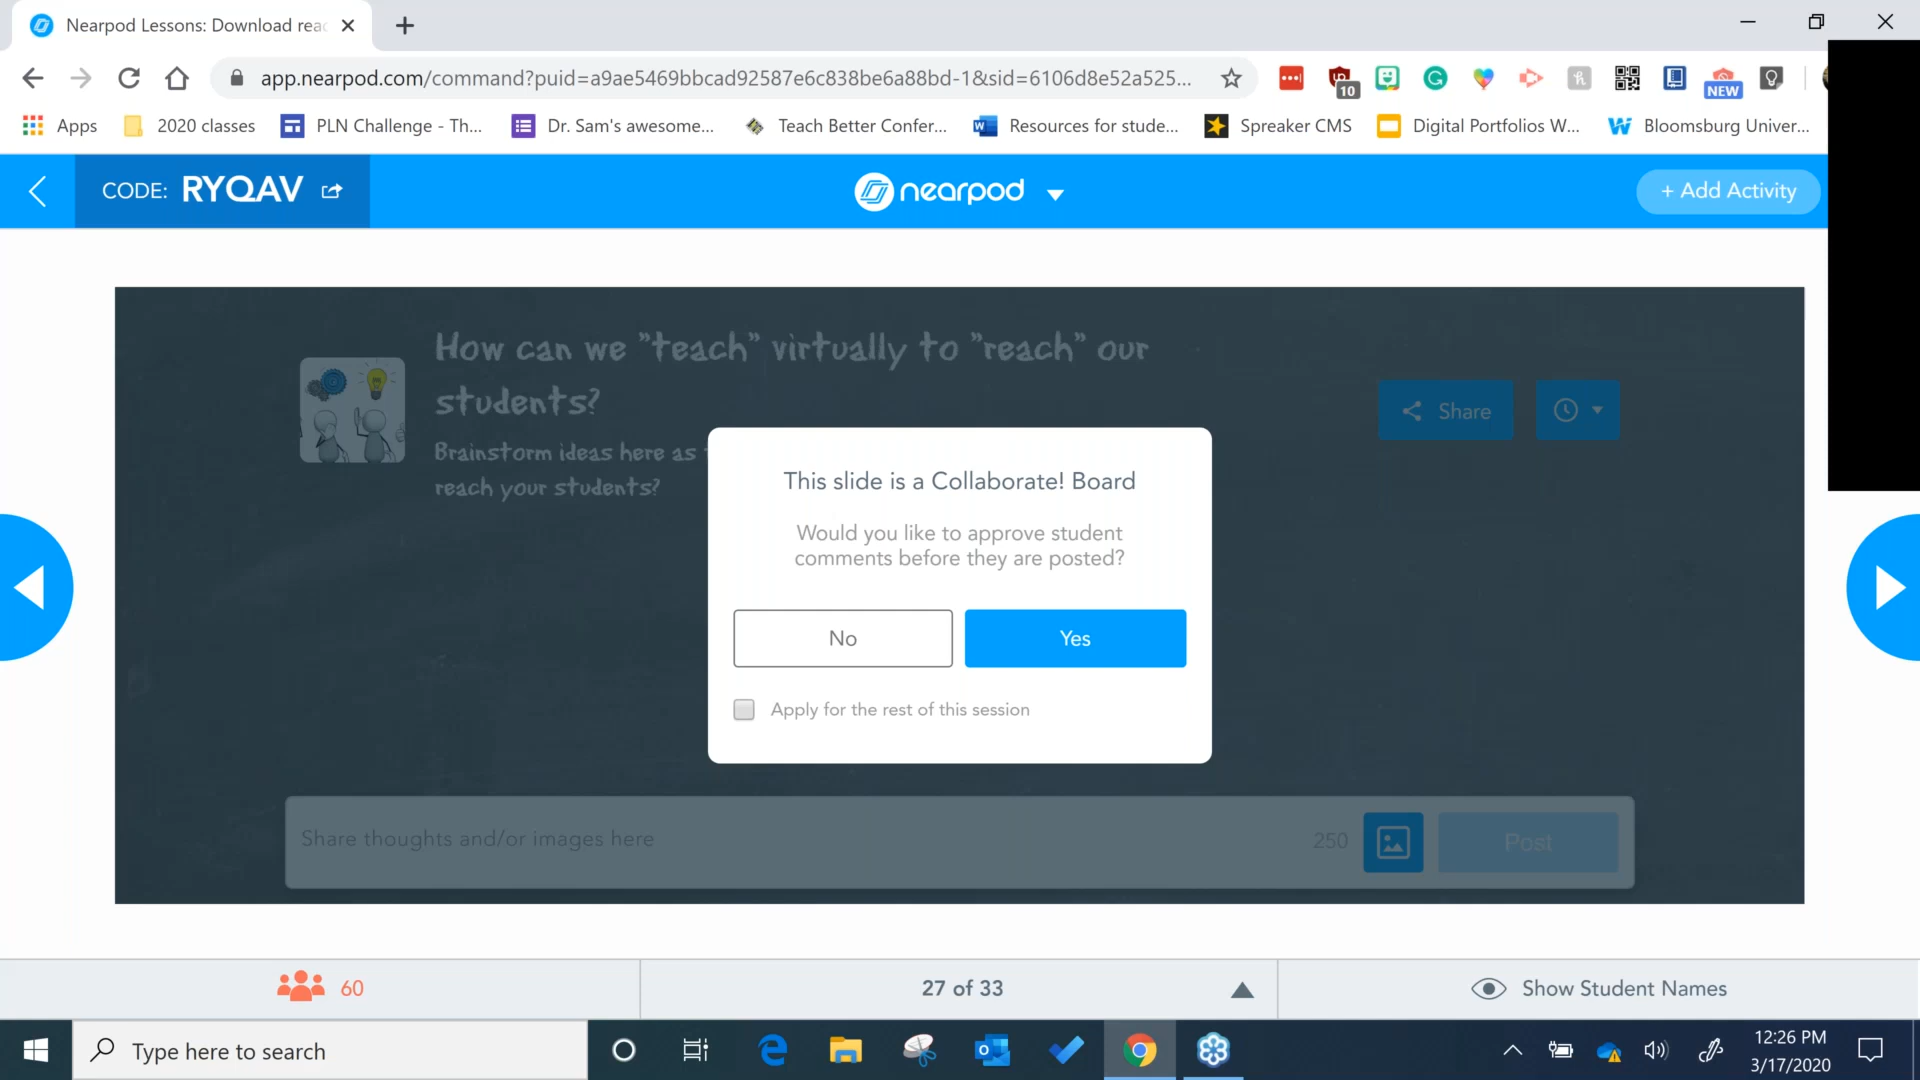 Nearpod Lessons: Download rea
app.nearpod.com/command?puid=a9ae5469bbcad92587e6c838be6a88bd-1&sid=6106d8e52a525...
10
NEW
Apps
2020 classes
PLN Challenge - Th...
Dr. Sam's awesome...
Teach Better Confer...
Resources for stude...
Spreaker CMS
Digital Portfolios W...
Bloomsburg Univer...
CODE: RYQAV
nearpod
+ Add Activity
How can we "teach" virtually to "reach" our
students?
Brainstorm ideas here as
reach your students?
Share
This slide is a Collaborate! Board
Would you like to approve student
comments before they are posted?
No
Yes
Apply for the rest of this session
Share thoughts and/or images here
250
Post
60
27 of 33
Show Student Names
Type here to search
12:26 PM
3/17/2020